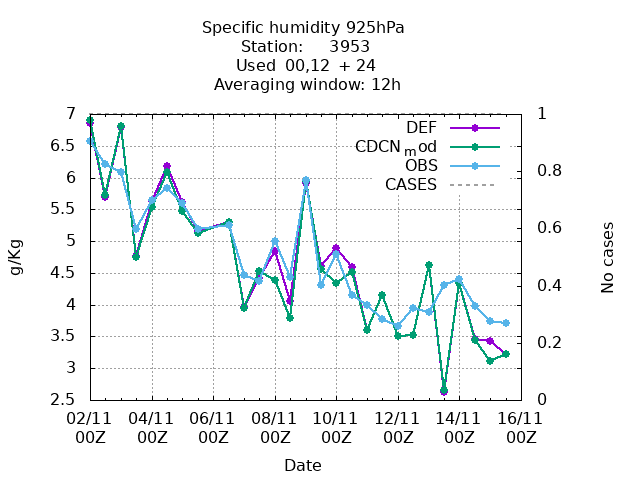 Specific humidity 925hPa
Station: 3953
Used 00,12 + 24
Averaging window: 12h
7
6.5
6
5.5
5
4.5
4
3.5
3
2.5
g/Kg
1
0.8
0.6
0.4
0.2
0
No cases
DEF
CDCN_mod
OBS
CASES
02/11 04/11 06/11 08/11 10/11 12/11 14/11 16/11
00Z 00Z 00Z 00Z 00Z 00Z 00Z 00Z
Date